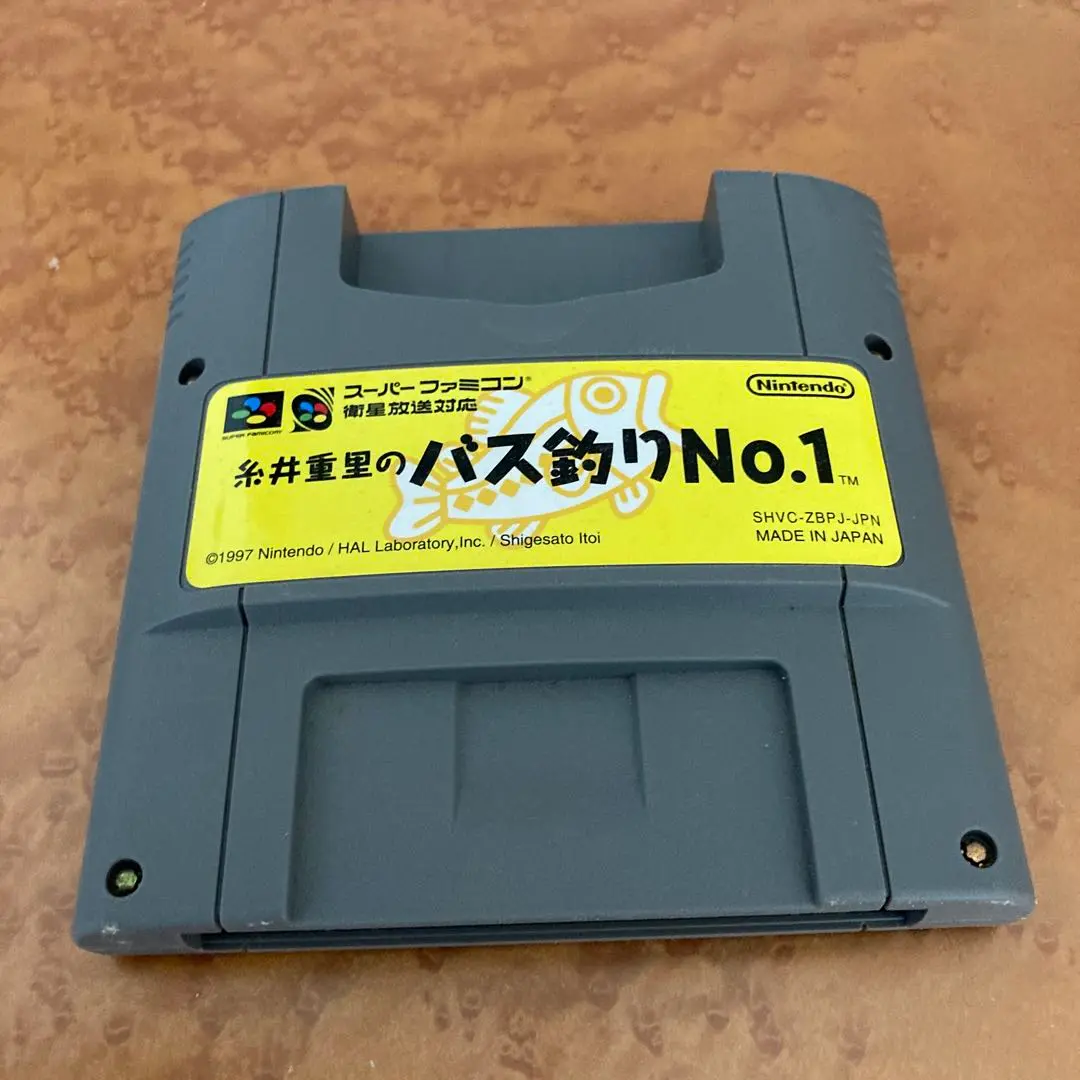 SUPER FAMICOM
スーパーファミコン®
衛星放送対応
Nintendo®
糸井重里のバス釣りNo.1™
SHVC-ZBPJ-JPN
©1997 Nintendo / HAL Laboratory,Inc. / Shigesato Itoi
MADE IN JAPAN